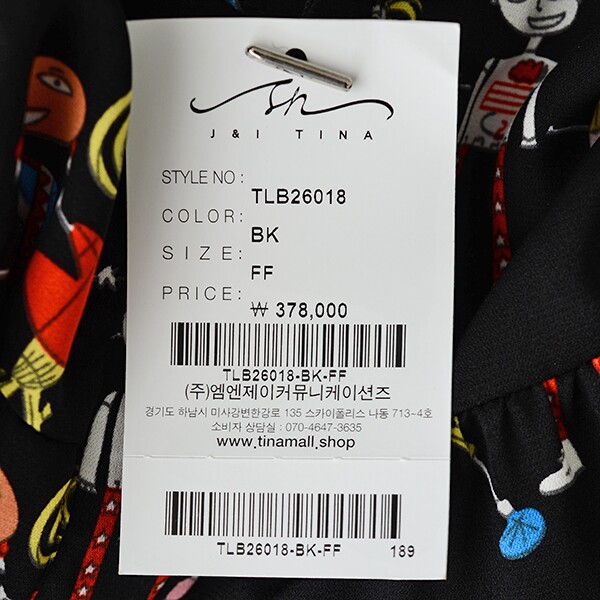 J & I TINA
STYLE NO : TLB26018
COLOR: BK
SIZE: FF
PRICE: ₩ 378,000
TLB26018-BK-FF
(주)엠엔제이커뮤니케이션즈
경기도 하남시 미사강변한강로 135 스카이폴리스 나동 713-4호
소비자 상담실 : 070-4647-3635
www.tinamall.shop
TLB26018-BK-FF 189